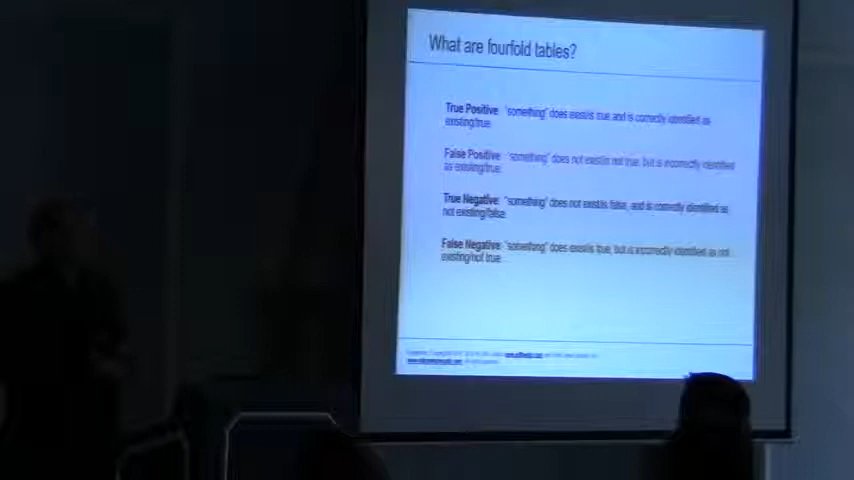 What are fourfold tables?
True Positive: "something" does exist/is true and is correctly identified as
existing/true.
False Positive: "something" does not exist/is not true, but is incorrectly identified
as existing/true.
True Negative: "something" does not exist/is false, and is correctly identified as
not existing/false.
False Negative: "something" does exist/is true, but is incorrectly identified as not
existing/not true.